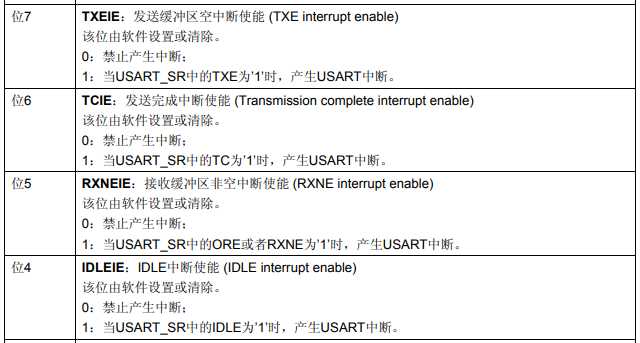 位7
TXEIE：发送缓冲区空中断使能 (TXE interrupt enable)
该位由软件设置或清除。
0：禁止产生中断；
1：当USART_SR中的TXE为'1'时，产生USART中断。
位6
TCIE：发送完成中断使能 (Transmission complete interrupt enable)
该位由软件设置或清除。
0：禁止产生中断；
1：当USART_SR中的TC为'1'时，产生USART中断。
位5
RXNEIE：接收缓冲区非空中断使能 (RXNE interrupt enable)
该位由软件设置或清除。
0：禁止产生中断；
1：当USART_SR中的ORE或者RXNE为'1'时，产生USART中断。
位4
IDLEIE：IDLE中断使能 (IDLE interrupt enable)
该位由软件设置或清除。
0：禁止产生中断；
1：当USART_SR中的IDLE为'1'时，产生USART中断。